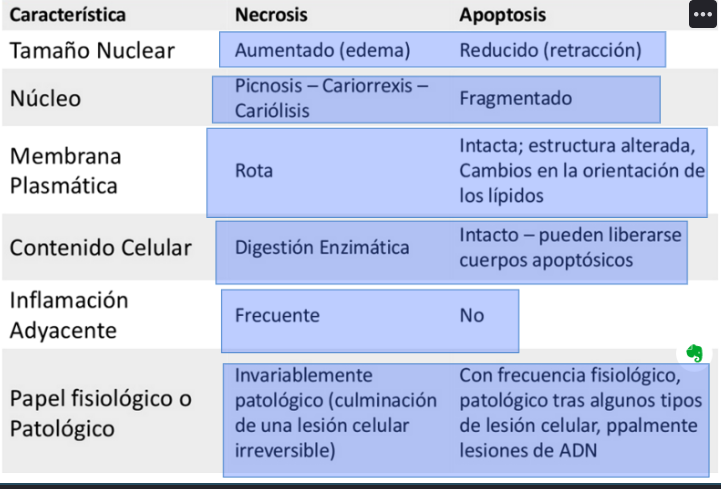 Característica Necrosis Apoptosis
Tamaño Nuclear Aumentado (edema) Reducido (retracción)
Núcleo Picnosis – Cariorrexis – Cariólisis Fragmentado
Membrana Plasmática Rota Intacta; estructura alterada, Cambios en la orientación de los lípidos
Contenido Celular Digestión Enzimática Intacto – pueden liberarse cuerpos apoptósicos
Inflamación Adyacente Frecuente No
Papel fisiológico o Patológico Invariablemente patológico (culminación de una lesión celular irreversible) Con frecuencia fisiológico, patológico tras algunos tipos de lesión celular, ppalmente lesiones de ADN